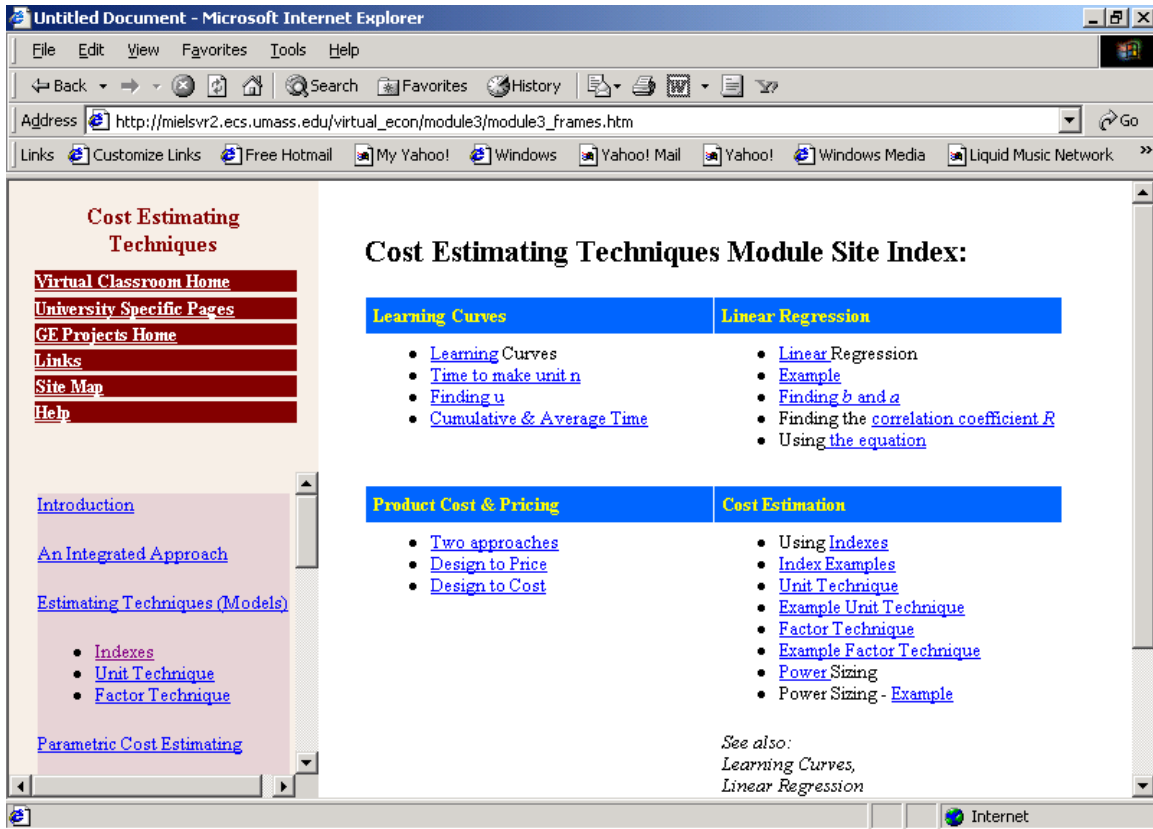 Untitled Document - Microsoft Internet Explorer
File Edit View Favorites Tools Help
Back Search Favorites History
Address http://mielsvr2.ecs.umass.edu/virtual_econ/module3/module3_frames.htm Go
Links Customize Links Free Hotmail My Yahoo! Windows Yahoo! Mail Yahoo! Windows Media Liquid Music Network »
Cost Estimating
Techniques
Virtual Classroom Home
University Specific Pages
GE Projects Home
Links
Site Map
Help
Introduction
An Integrated Approach
Estimating Techniques (Models)
Indexes
Unit Technique
Factor Technique
Parametric Cost Estimating
Cost Estimating Techniques Module Site Index:
Learning Curves
Learning Curves
Time to make unit n
Finding u
Cumulative & Average Time
Linear Regression
Linear Regression
Example
Finding b and a
Finding the correlation coefficient R
Using the equation
Product Cost & Pricing
Two approaches
Design to Price
Design to Cost
Cost Estimation
Using Indexes
Index Examples
Unit Technique
Example Unit Technique
Factor Technique
Example Factor Technique
Power Sizing
Power Sizing - Example
See also:
Learning Curves,
Linear Regression
Internet